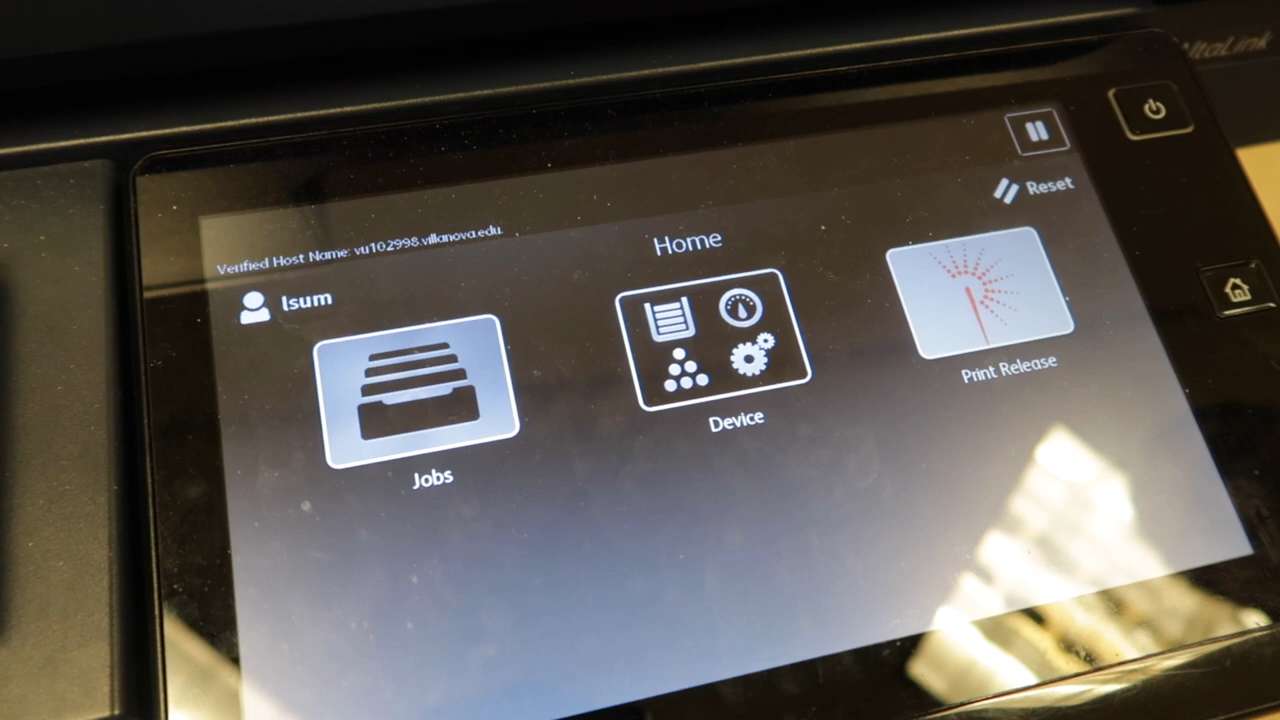 Verified Host Name: vu102998.villanova.edu.
lsum
Reset
Home
Jobs
Device
Print Release